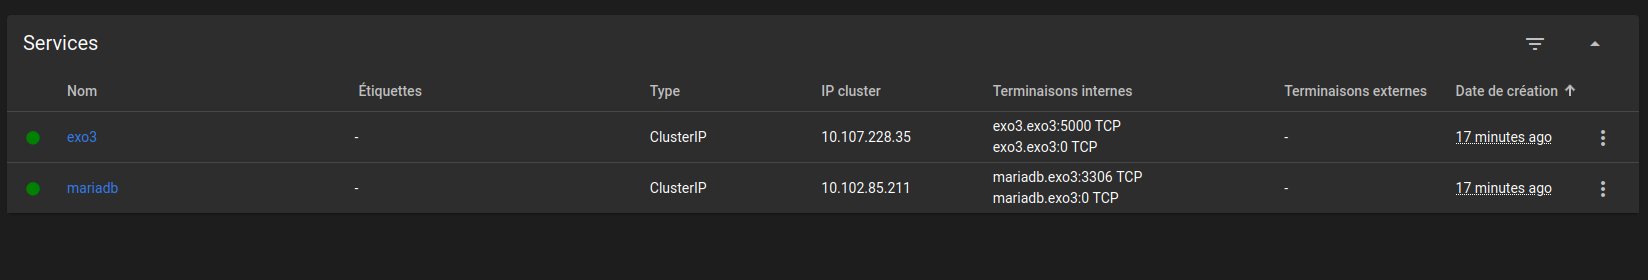 Services
Nom Étiquettes Type IP cluster Terminaisons internes Terminaisons externes Date de création
exo3 - ClusterIP 10.107.228.35 exo3.exo3:5000 TCP - 17 minutes ago
exo3.exo3:0 TCP
mariadb - ClusterIP 10.102.85.211 mariadb.exo3:3306 TCP - 17 minutes ago
mariadb.exo3:0 TCP